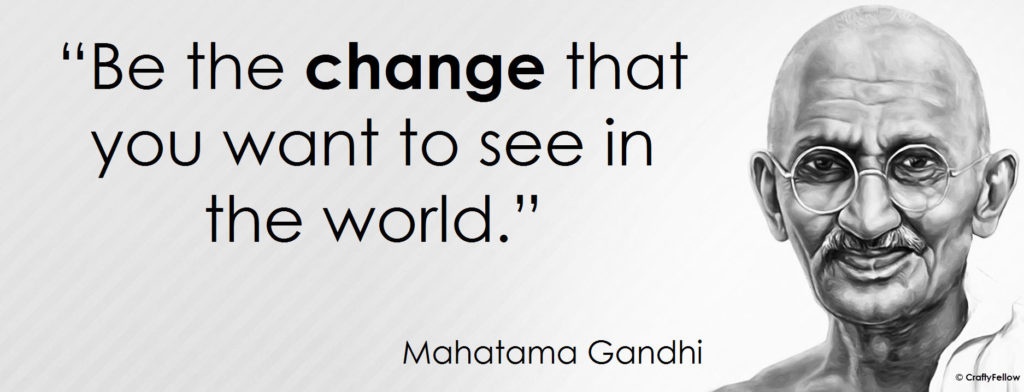 “Be the change that
you want to see in
the world.”
Mahatama Gandhi
© CraftyFellow